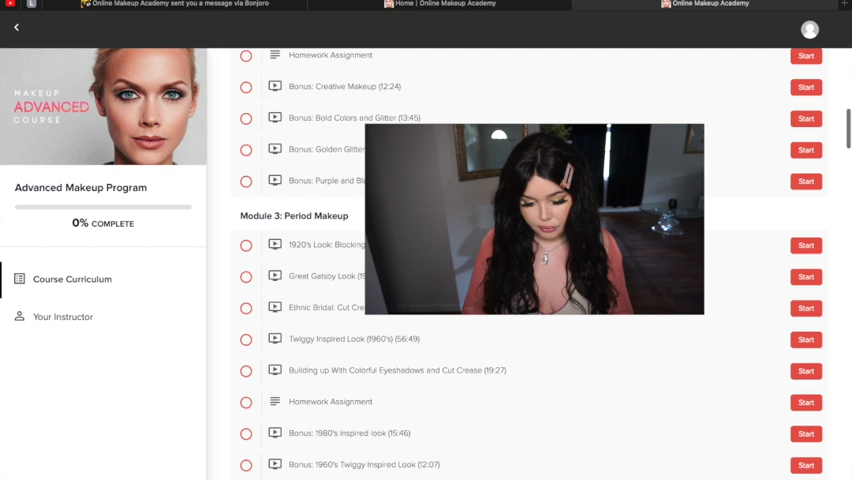 Online Makeup Academy sent you a message via Bonjoro
Home | Online Makeup Academy
Online Makeup Academy
L
MAKEUP
ADVANCED
COURSE
Advanced Makeup Program
0% COMPLETE
Course Curriculum
Your Instructor
Homework Assignment
Start
Bonus: Creative Makeup (12:24)
Start
Bonus: Bold Colors and Glitter (13:45)
Start
Bonus: Golden Glitter
Start
Bonus: Purple and
Start
Module 3: Period Makeup
1920's Look: Blocking
Start
Great Gatsby Look
Start
Ethnic Bridal: Cut
Start
Twiggy Inspired Look (1960's) (56:49)
Start
Building up With Colorful Eyeshadows and Cut Crease (19:27)
Start
Homework Assignment
Start
Bonus: 1980's inspired look (15:46)
Start
Bonus: 1960's Twiggy Inspired Look (12:07)
Start